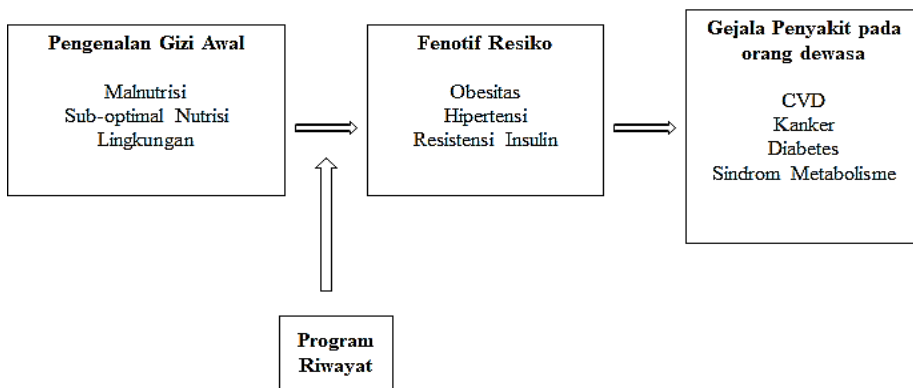 Pengenalan Gizi Awal
Malnutrisi
Sub-optimal Nutrisi
Lingkungan
Fenotif Resiko
Obesitas
Hipertensi
Resistensi Insulin
Gejala Penyakit pada
orang dewasa
CVD
Kanker
Diabetes
Sindrom Metabolisme
Program
Riwayat